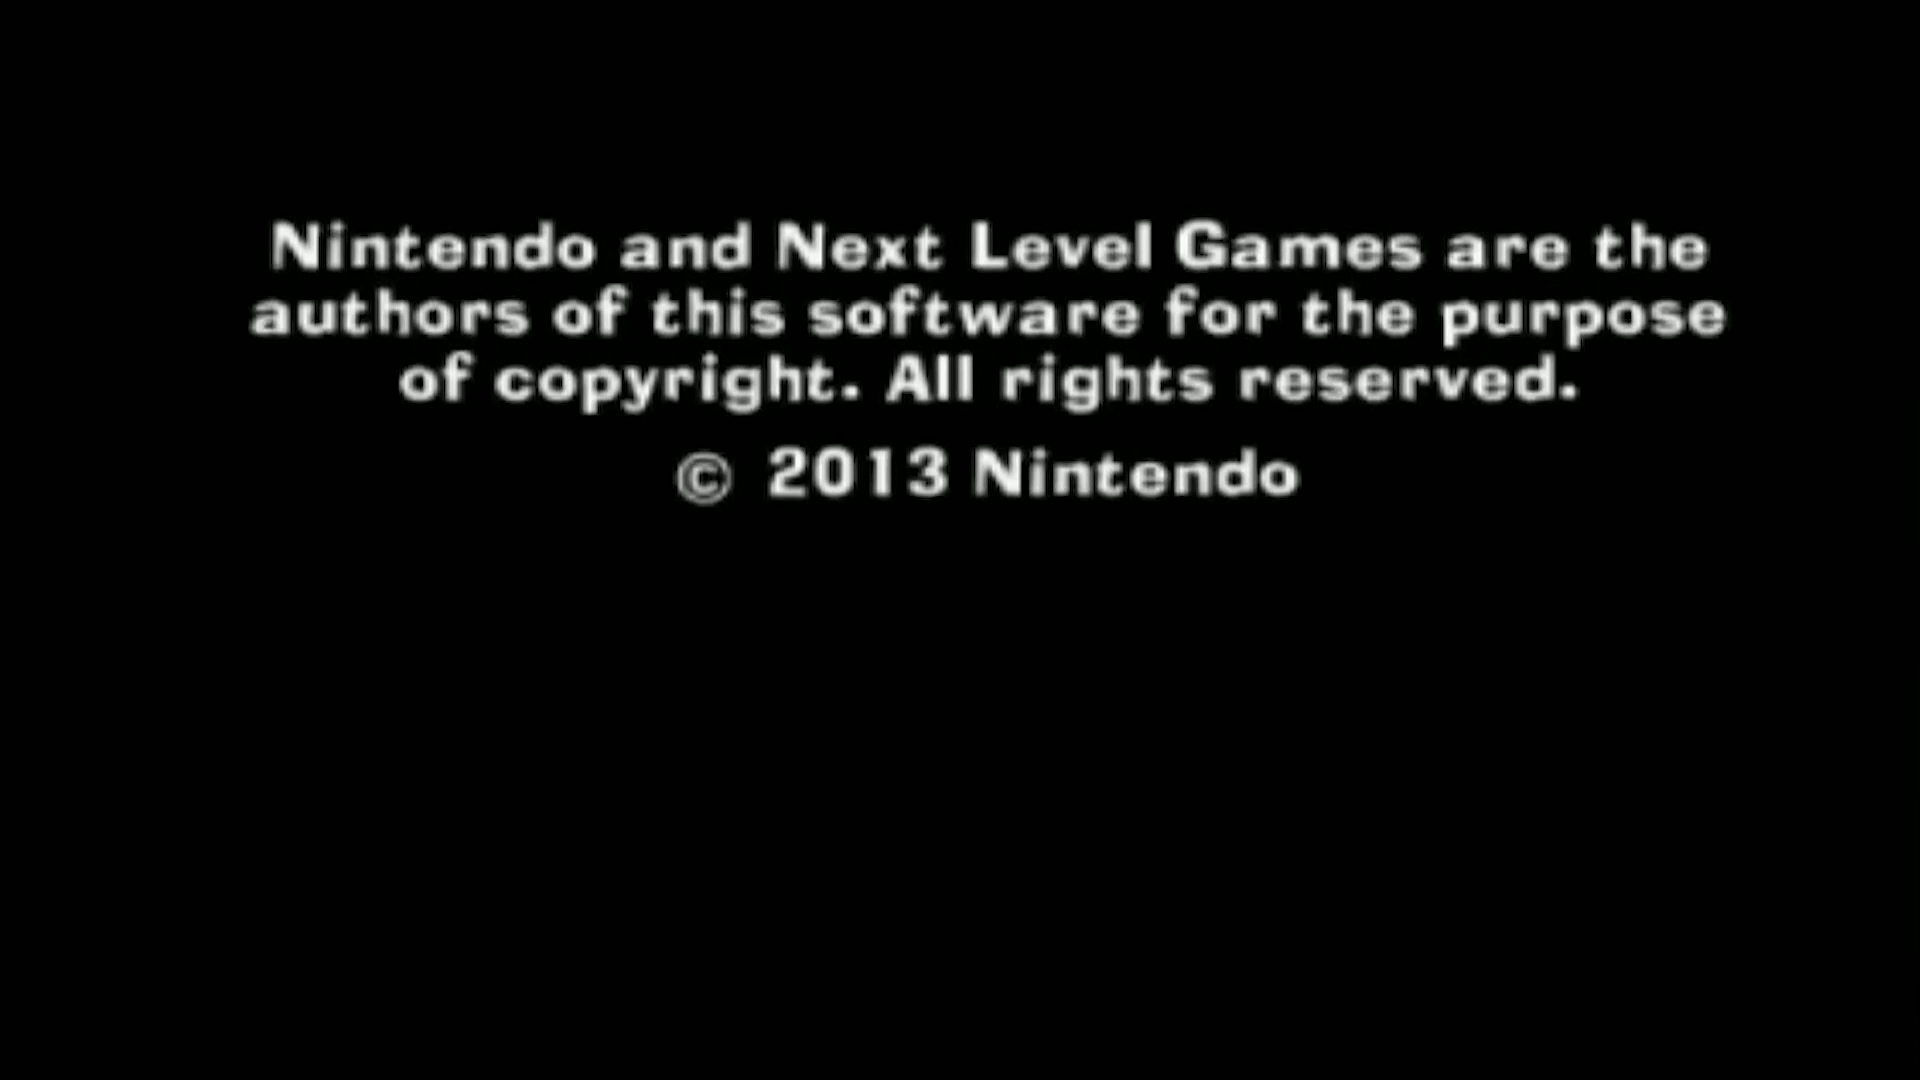 Nintendo and Next Level Games are the
authors of this software for the purpose
of copyright. All rights reserved.
© 2013 Nintendo